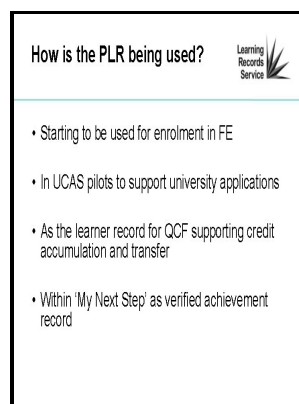 How is the PLR being used?
Learning
Records
Service
• Starting to be used for enrolment in FE
• In UCAS pilots to support university applications
• As the learner record for QCF supporting credit
accumulation and transfer
• Within ‘My Next Step’ as verified achievement
record